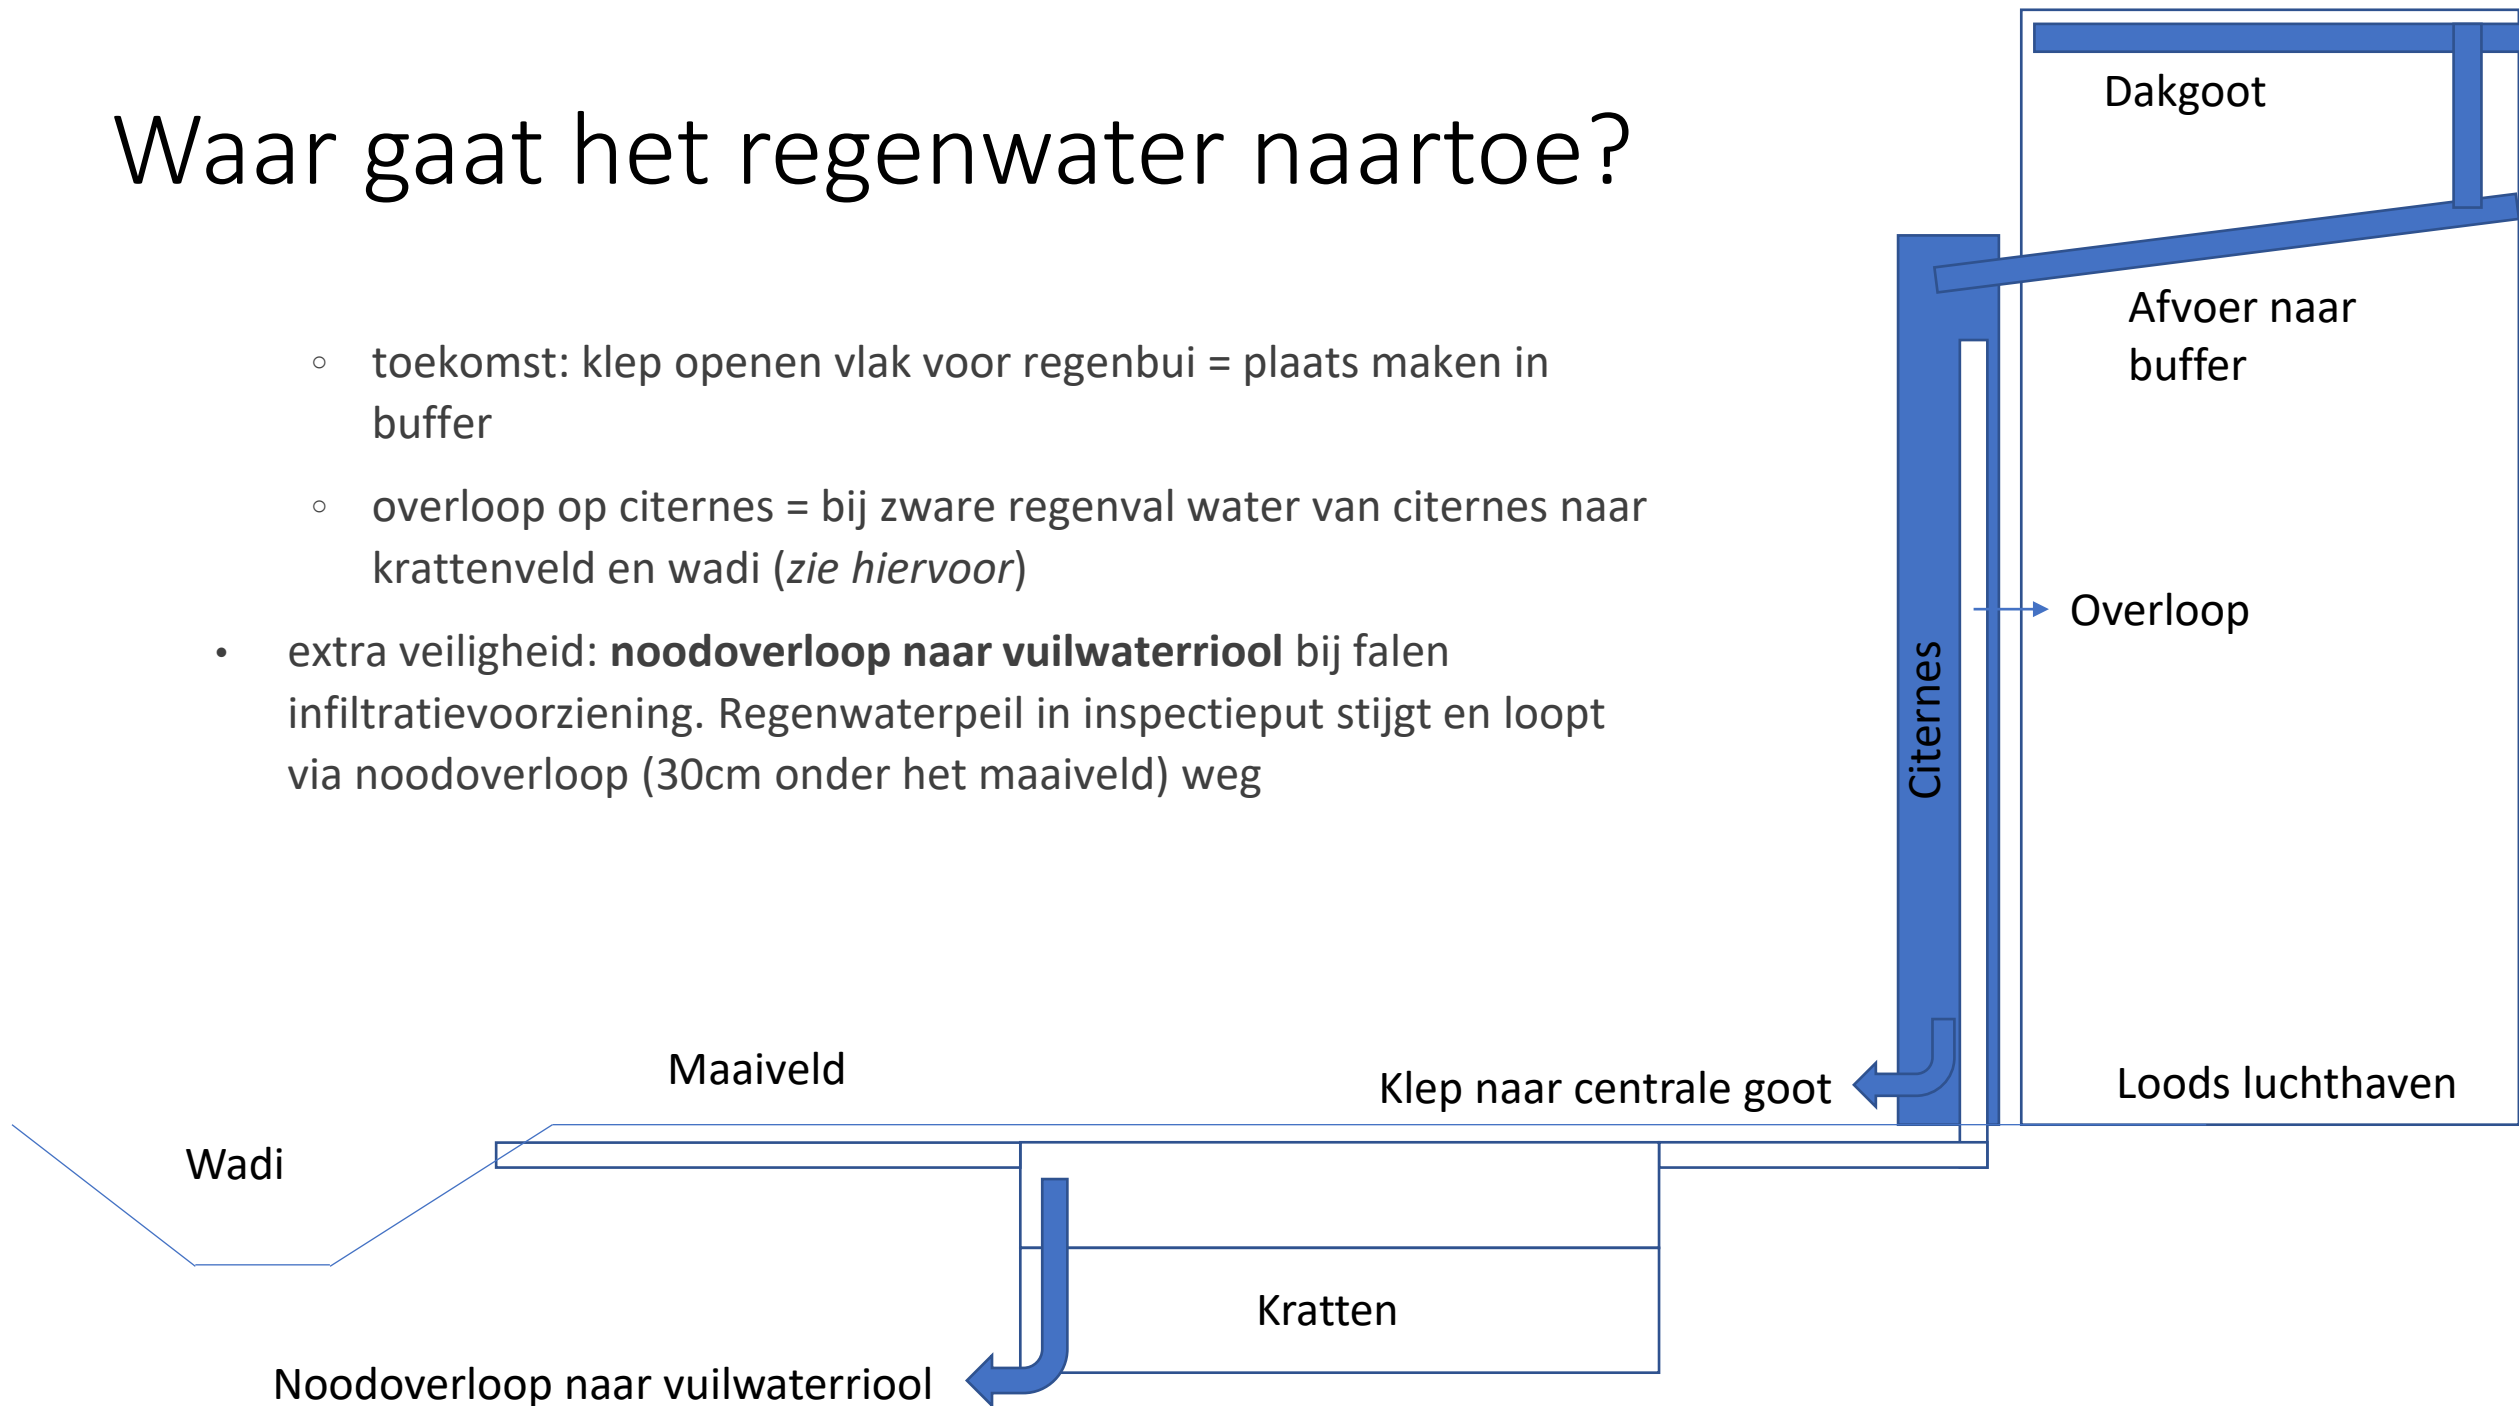 Waar gaat het regenwater naartoe?
◦ toekomst: klep openen vlak voor regenbui = plaats maken in
buffer
◦ overloop op citernes = bij zware regenval water van citernes naar
krattenveld en wadi (zie hiervoor)
• extra veiligheid: noodoverloop naar vuilwaterriool bij falen
infiltratievoorziening. Regenwaterpeil in inspectieput stijgt en loopt
via noodoverloop (30cm onder het maaiveld) weg
Dakgoot
Afvoer naar
buffer
Overloop
Citernes
Loods luchthaven
Klep naar centrale goot
Maaiveld
Wadi
Kratten
Noodoverloop naar vuilwaterriool